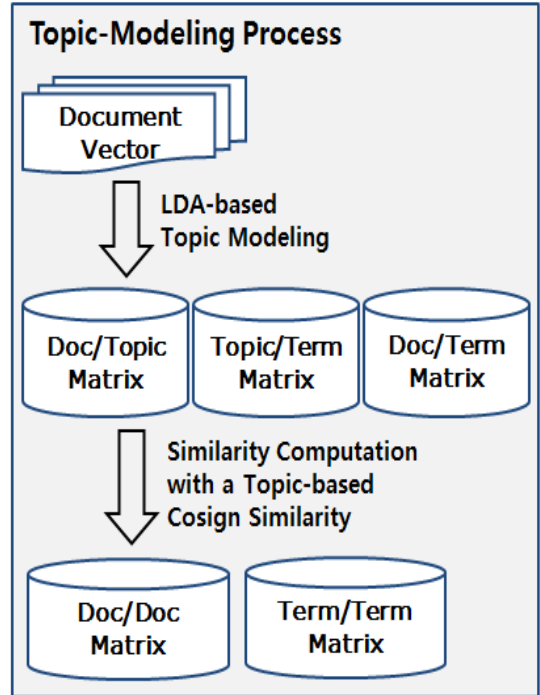 Topic-Modeling Process
Document
Vector
LDA-based
Topic Modeling
Doc/Topic
Matrix
Topic/Term
Matrix
Doc/Term
Matrix
Similarity Computation
with a Topic-based
Cosign Similarity
Doc/Doc
Matrix
Term/Term
Matrix